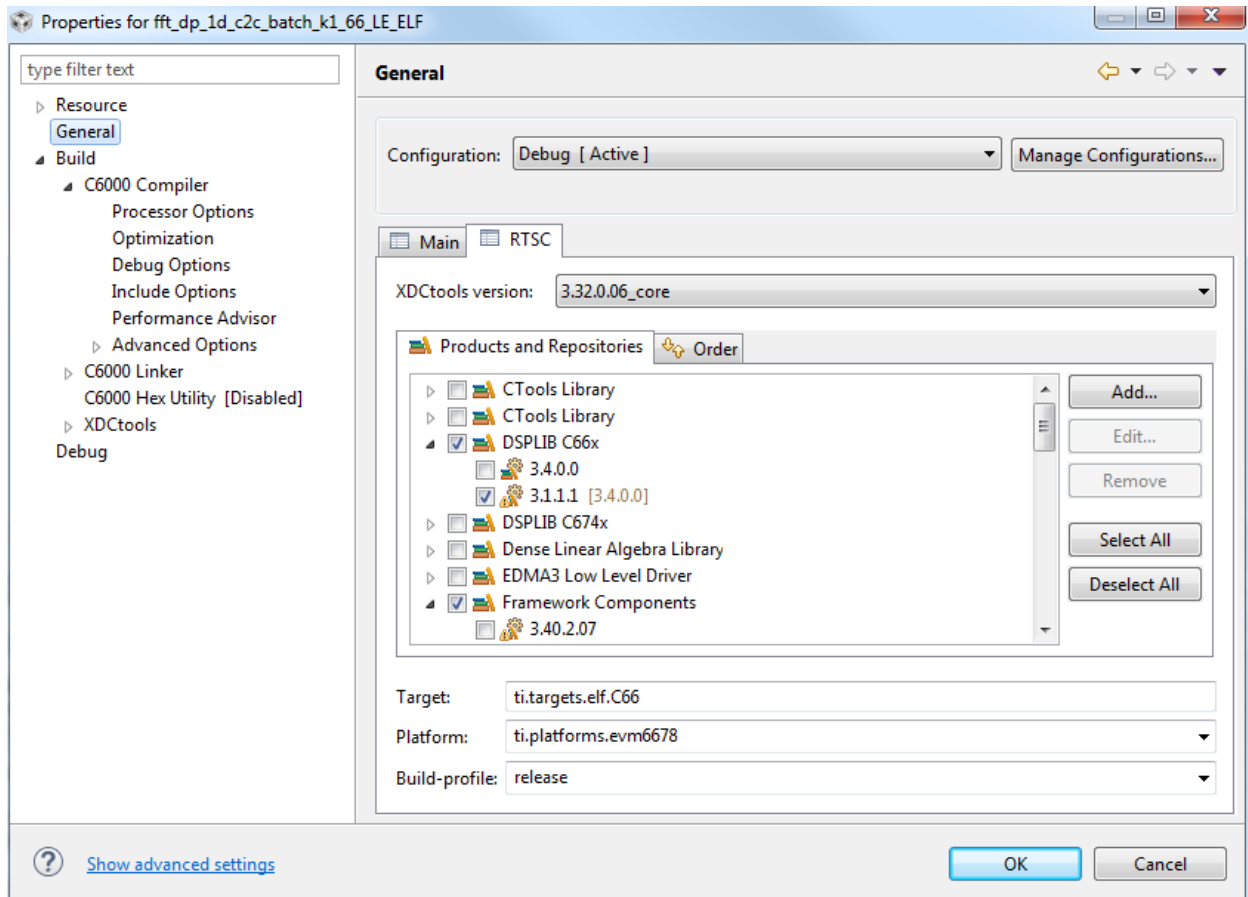 Properties for fft_dp_1d_c2c_batch_k1_66_LE_ELF
type filter text
Resource
General
Build
C6000 Compiler
Processor Options
Optimization
Debug Options
Include Options
Performance Advisor
Advanced Options
C6000 Linker
C6000 Hex Utility [Disabled]
XDCtools
Debug
General
Configuration: Debug [ Active ] Manage Configurations...
Main RTSC
XDCtools version: 3.32.0.06_core
Products and Repositories Order
CTools Library
CTools Library
DSPLIB C66x
3.4.0.0
3.1.1.1 [3.4.0.0]
DSPLIB C674x
Dense Linear Algebra Library
EDMA3 Low Level Driver
Framework Components
3.40.2.07
Add...
Edit...
Remove
Select All
Deselect All
Target: ti.targets.elf.C66
Platform: ti.platforms.evm6678
Build-profile: release
? Show advanced settings
OK Cancel